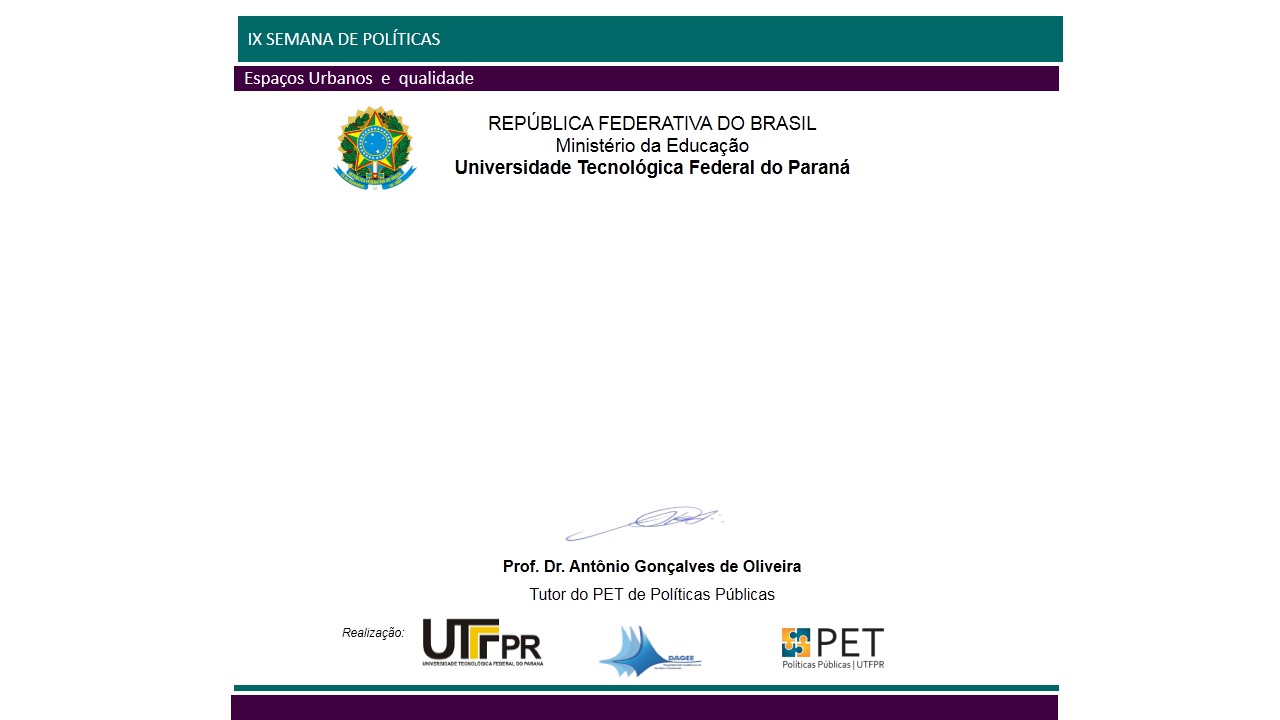 IX SEMANA DE POLÍTICAS
Espaços Urbanos e qualidade
REPÚBLICA FEDERATIVA DO BRASIL
Ministério da Educação
Universidade Tecnológica Federal do Paraná
Prof. Dr. Antônio Gonçalves de Oliveira
Tutor do PET de Políticas Públicas
Realização:
UTFPR
UNIVERSIDADE TECNOLÓGICA FEDERAL DO PARANÁ
DAGEE
PET
Políticas Públicas | UTFPR